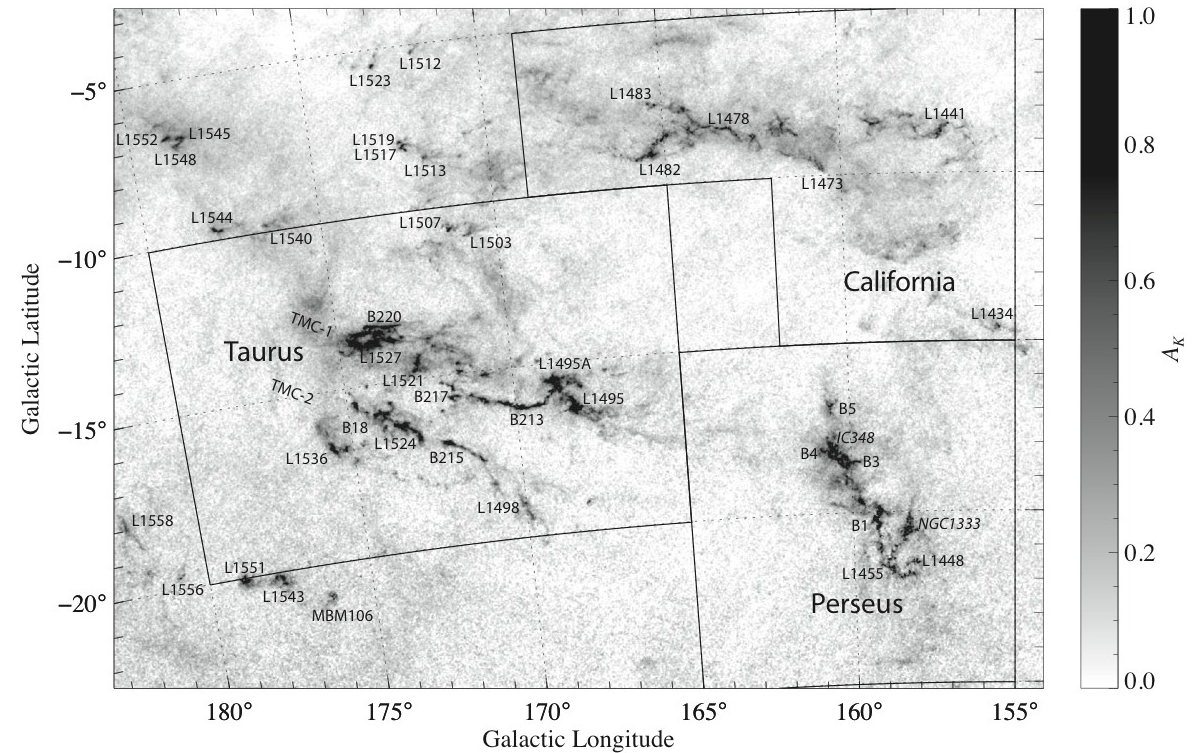 1.0
L1512
L1523
−5°
L1483
L1478
L1441
L1552
L1545
L1548
L1519
L1517
L1513
L1482
L1473
0.8
L1544
L1540
L1507
L1503
−10°
California
0.6
L1434
TMC-1
B220
Taurus
L1527
L1495A
L1521
B217
L1495
B213
TMC-2
B5
0.4
−15°
B18
L1524
IC348
B4
B3
L1536
B215
L1498
B1
NGC1333
L1558
0.2
L1551
L1556
L1543
L1448
L1455
MBM106
Perseus
−20°
0.0
180°
175°
170°
165°
160°
155°
Galactic Longitude
Galactic Latitude
A_K